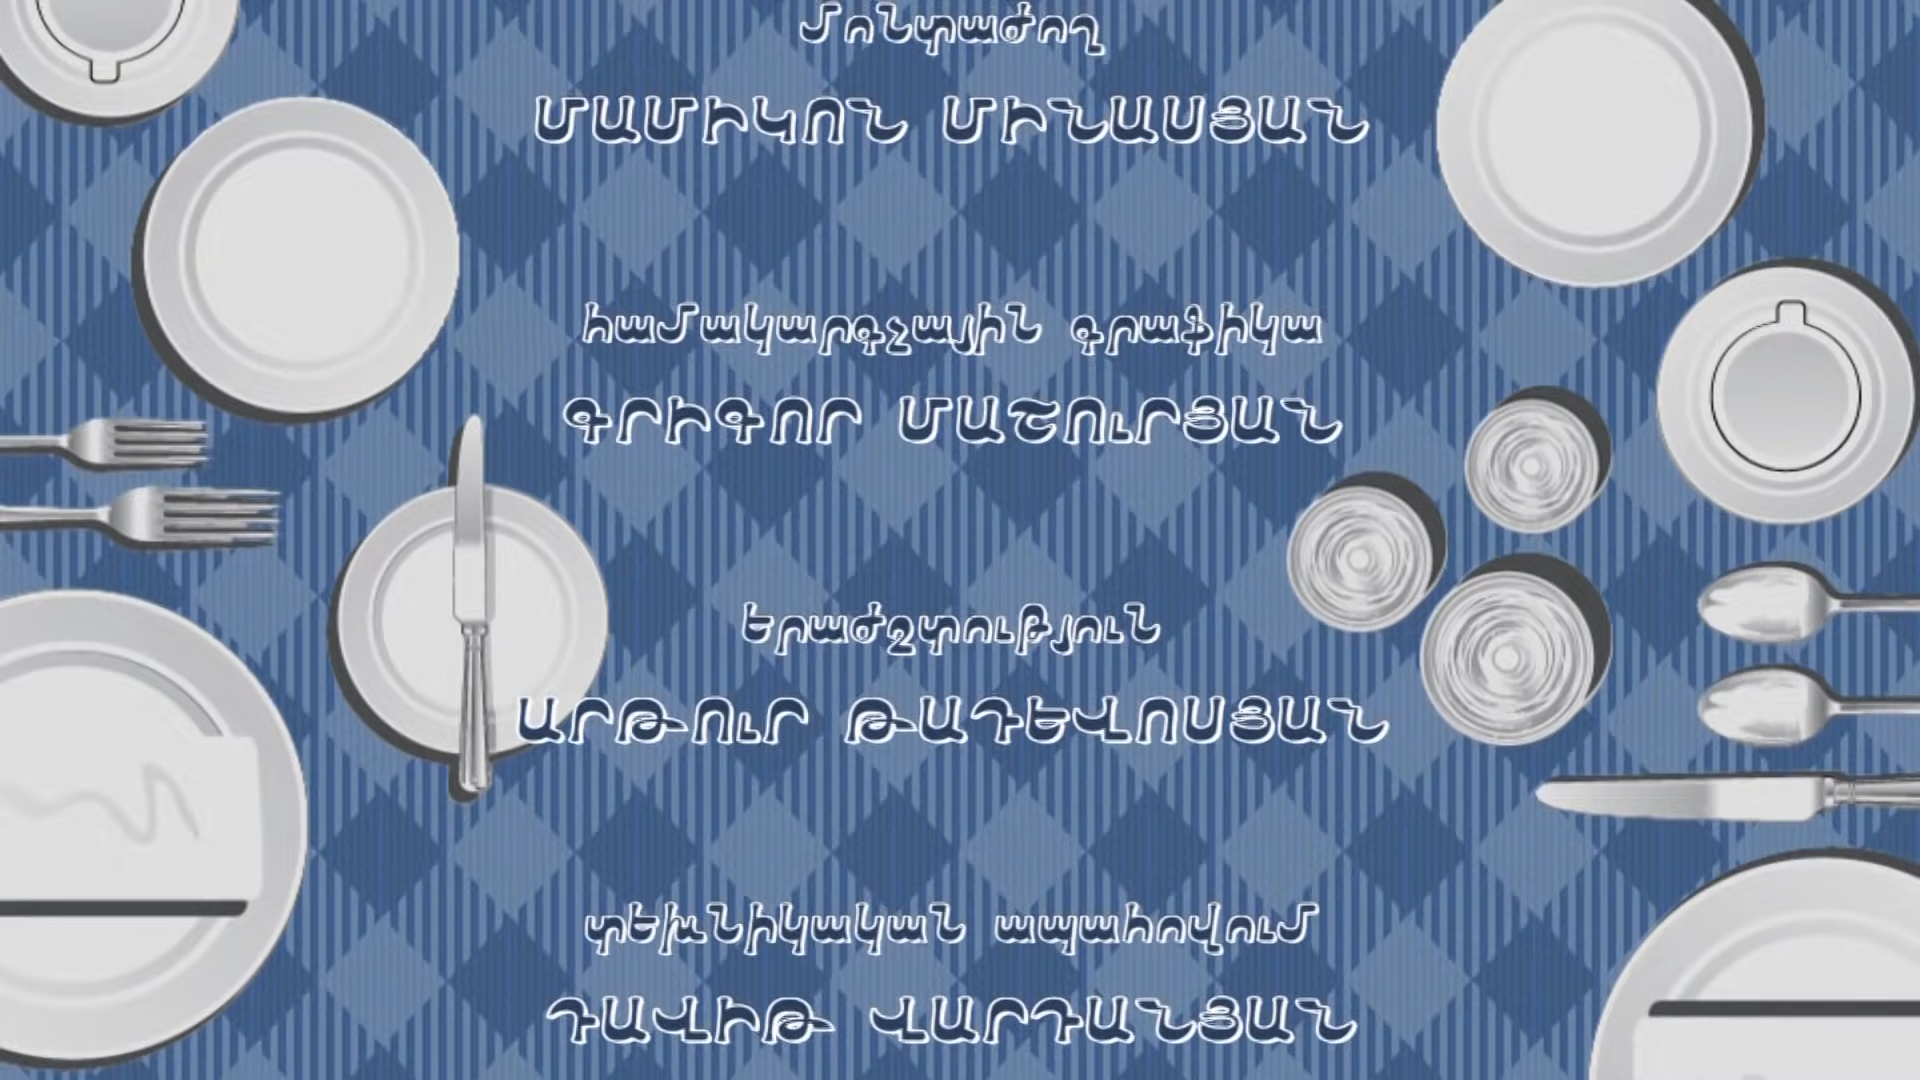 մոնտաժող
ՄԱՄԻԿՈՆ ՄԻՆԱՍՅԱՆ
համակարգչային գրաֆիկա
ԳՐԻԳՈՐ ՄԱՇՈՒՐՅԱՆ
երաժշտություն
ԱՐԹՈՒՐ ԹԱԴԵՎՈՍՅԱՆ
տեխնիկական ապահովում
ԴԱՎԻԹ ՎԱՐԴԱՆՅԱՆ